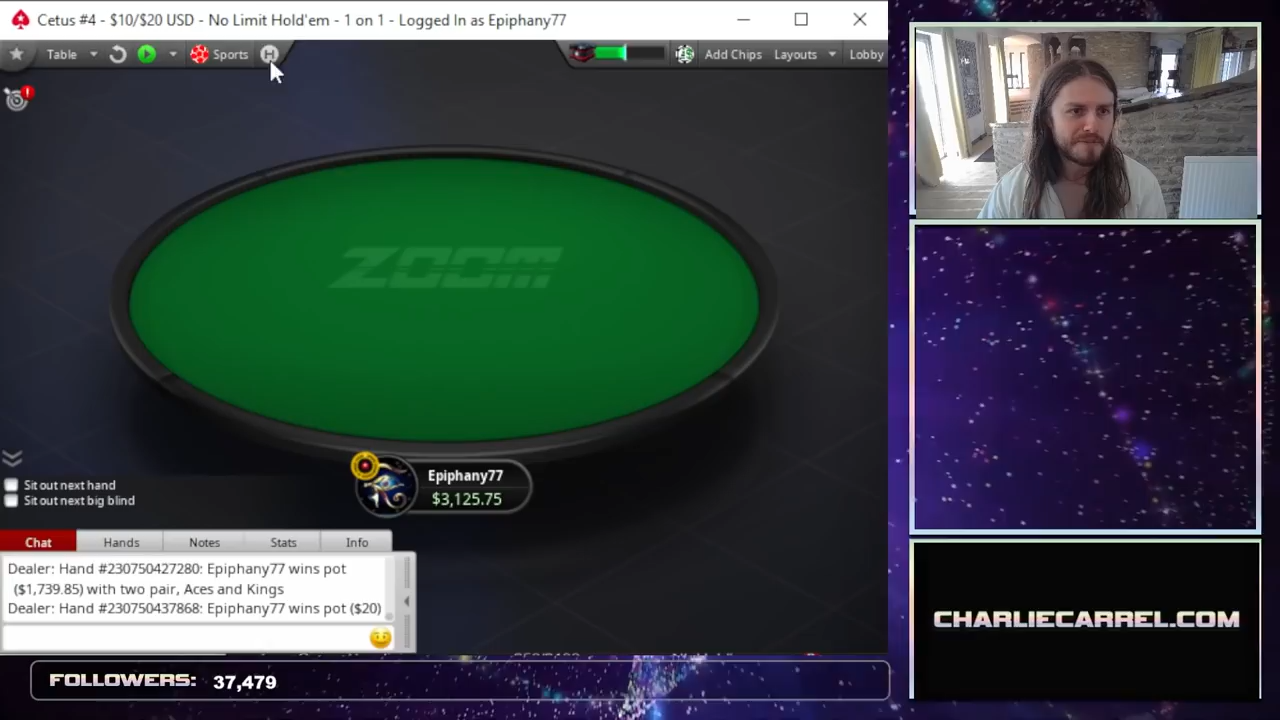 Cetus #4 - $10/$20 USD - No Limit Hold'em - 1 on 1 - Logged In as Epiphany77
Table
Sports
H
Add Chips
Layouts
Lobby
ZOOM
Epiphany77
$3,125.75
Sit out next hand
Sit out next big blind
Chat
Hands
Notes
Stats
Info
Dealer: Hand #230750427280: Epiphany77 wins pot
($1,739.85) with two pair, Aces and Kings
Dealer: Hand #230750437868: Epiphany77 wins pot ($20)
CHARLIECARREL.COM
FOLLOWERS: 37,479